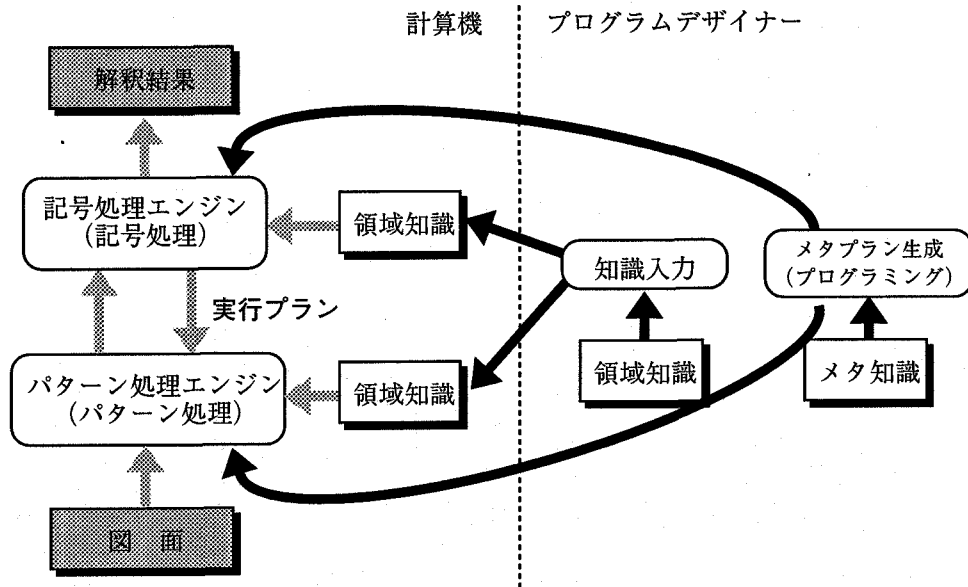 計算機
プログラムデザイナー
解釈結果
記号処理エンジン
(記号処理)
領域知識
知識入力
メタプラン生成
(プログラミング)
実行プラン
パターン処理エンジン
(パターン処理)
領域知識
領域知識
メタ知識
図 面